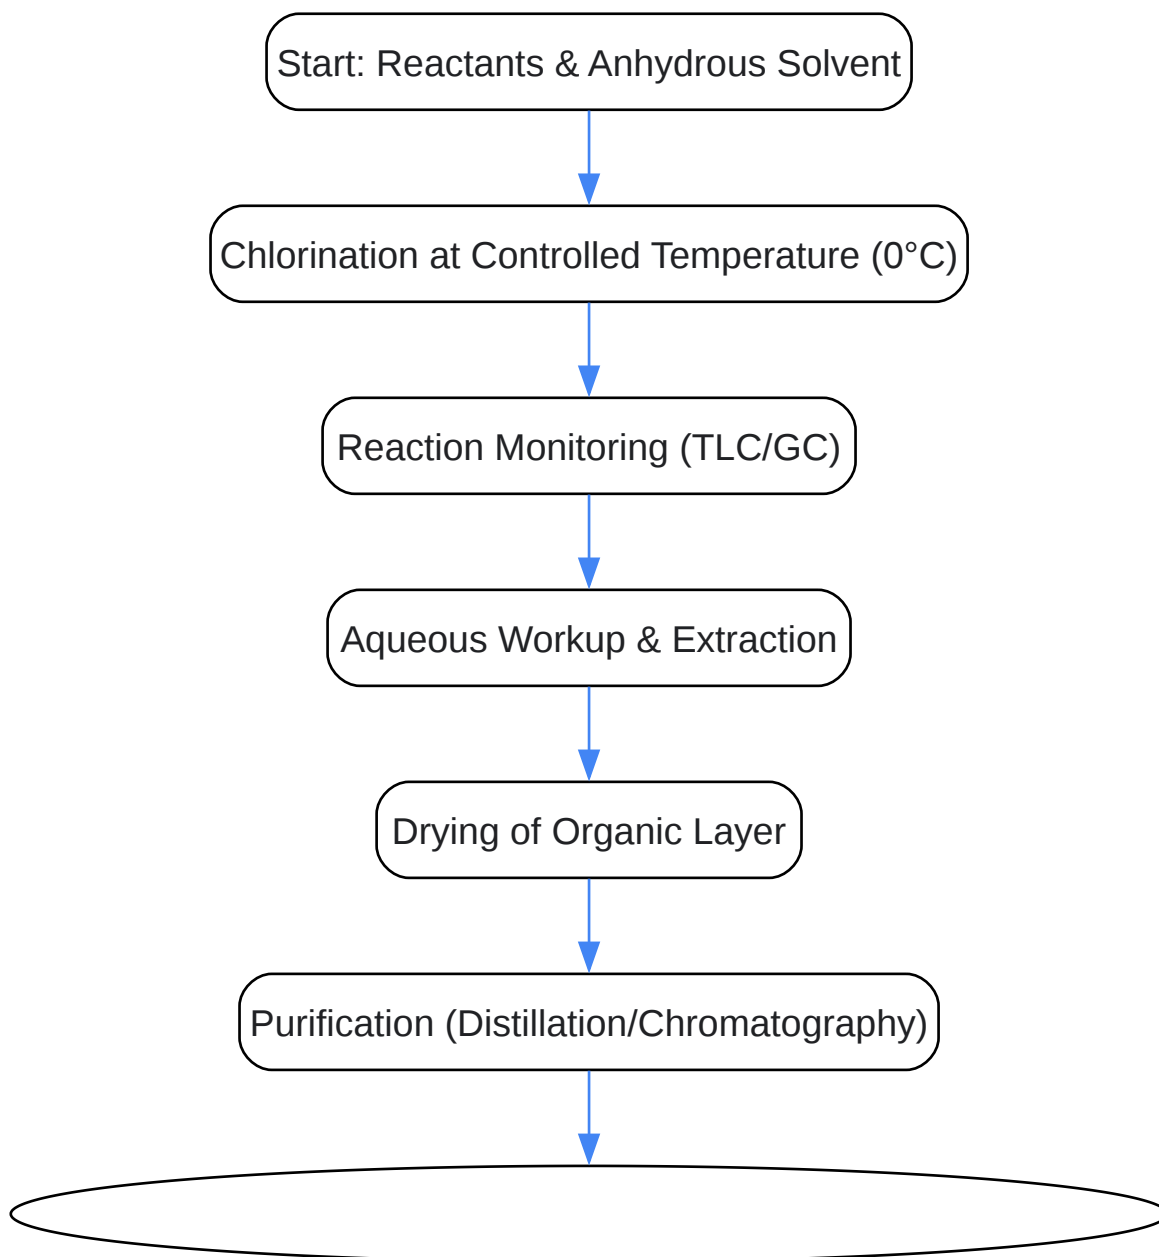 Start: Reactants & Anhydrous Solvent
Chlorination at Controlled Temperature (0°C)
Reaction Monitoring (TLC/GC)
Aqueous Workup & Extraction
Drying of Organic Layer
Purification (Distillation/Chromatography)